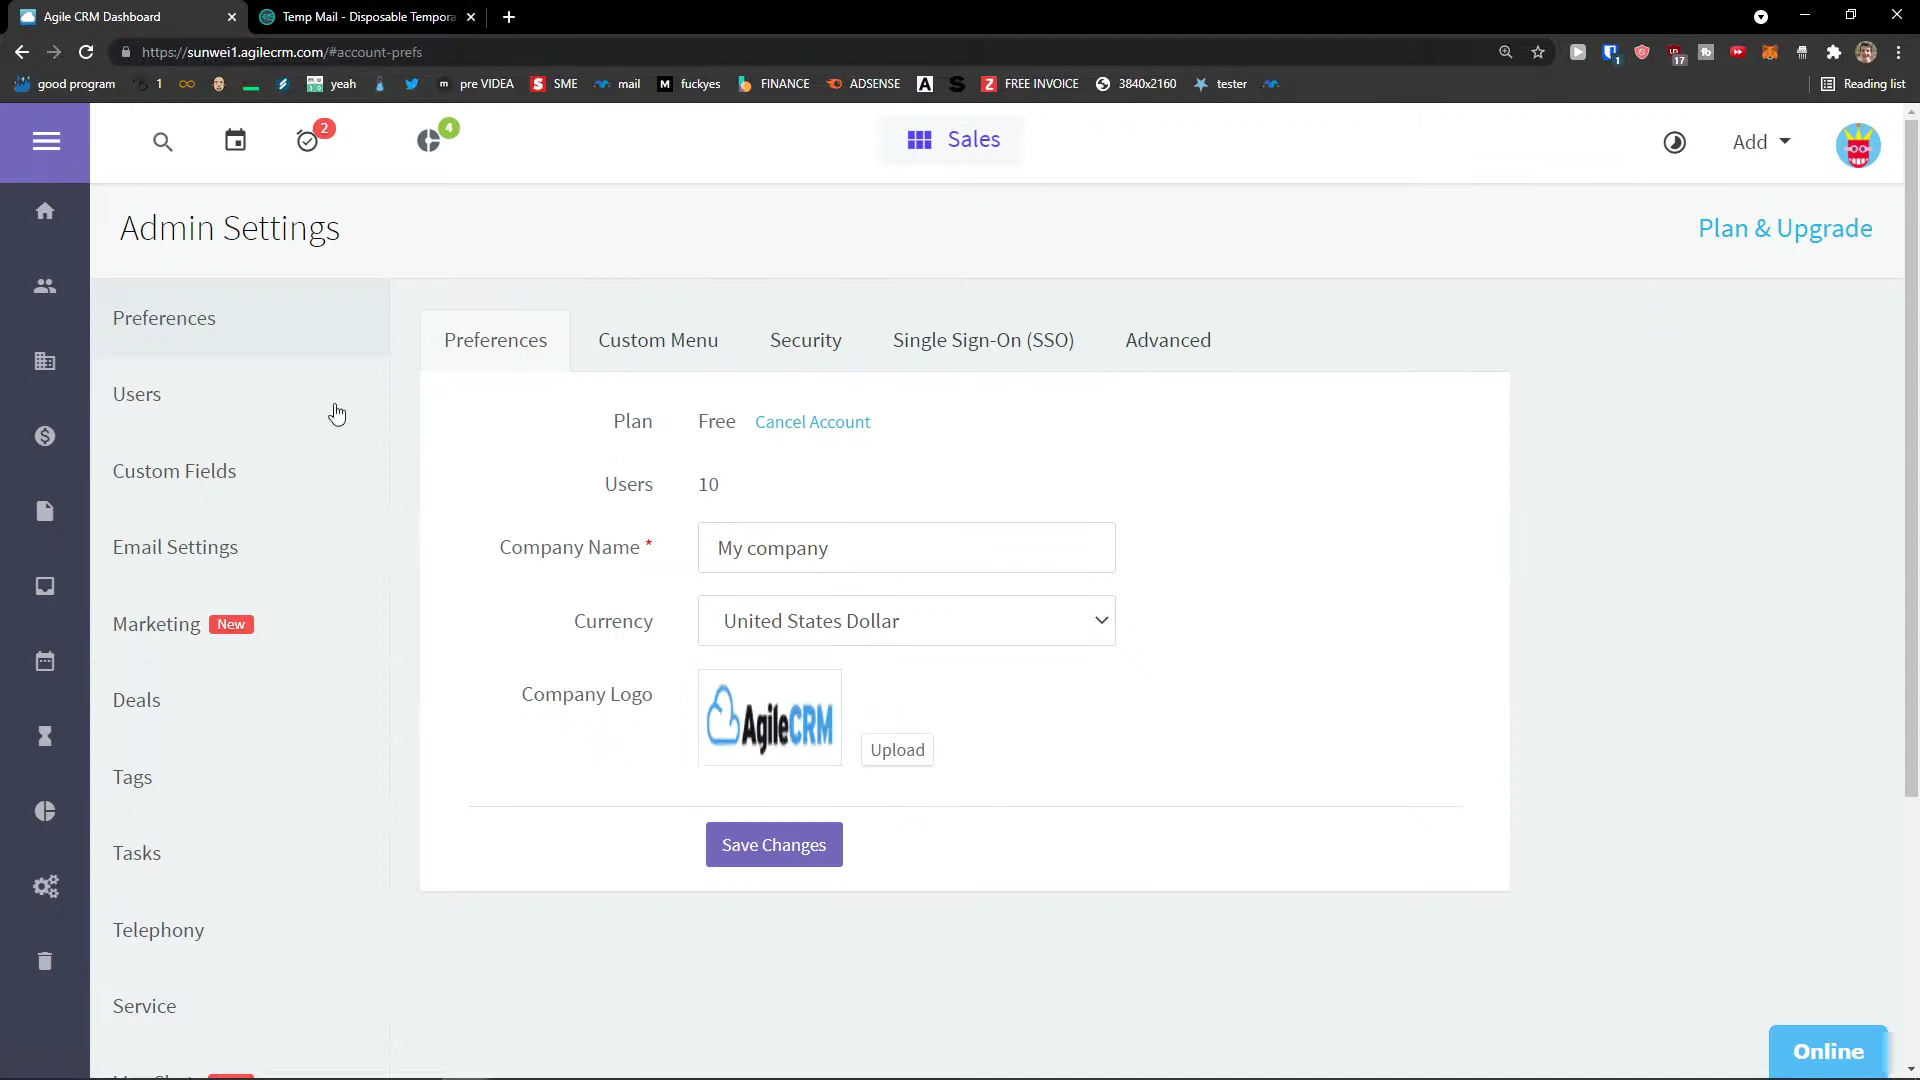 Agile CRM Dashboard
Temp Mail - Disposable Tempora
https://sunwei1.agilecrm.com/#account-prefs
1
17
good program
1
yeah
pre VIDEA
SME
mail
fuckyes
FINANCE
ADSENSE
FREE INVOICE
3840x2160
tester
Reading list
2
4
Sales
Add
Admin Settings
Plan & Upgrade
Preferences
Users
Custom Fields
Email Settings
Marketing New
Deals
Tags
Tasks
Telephony
Service
Preferences
Custom Menu
Security
Single Sign-On (SSO)
Advanced
Plan Free Cancel Account
Users 10
Company Name * My company
Currency United States Dollar
Company Logo AgileCRM
Upload
Save Changes
Online